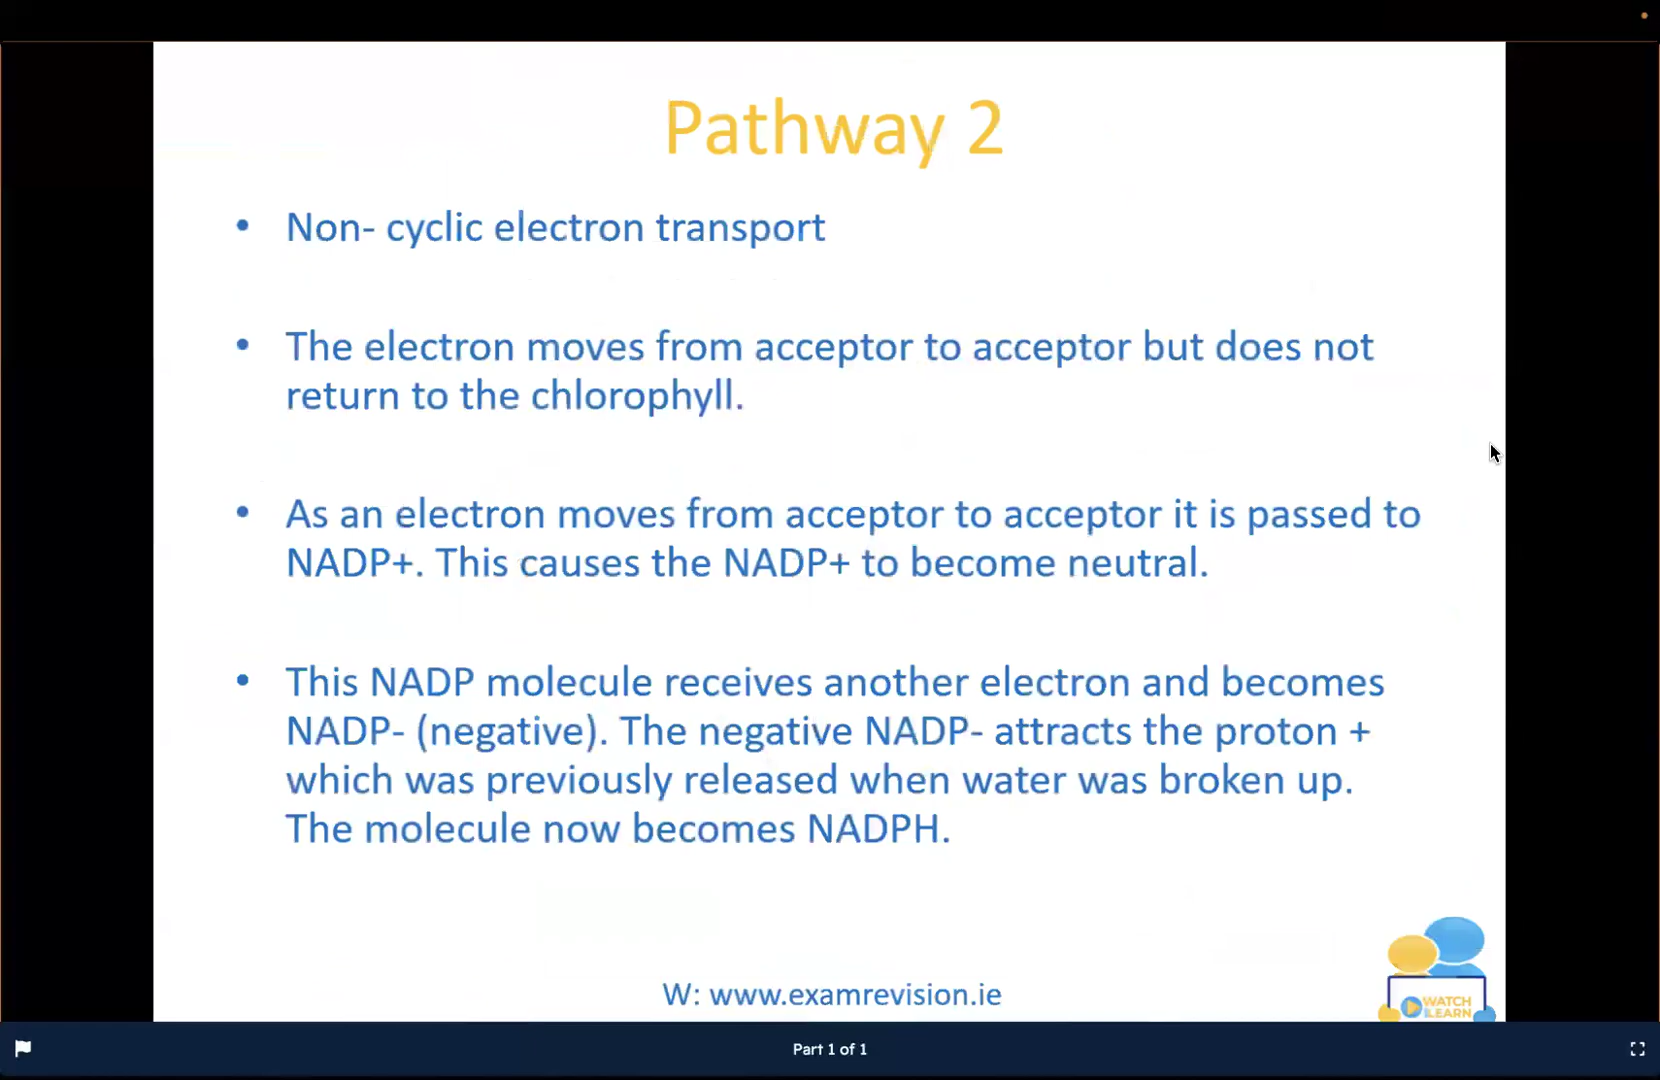 Pathway 2
• Non- cyclic electron transport
• The electron moves from acceptor to acceptor but does not
return to the chlorophyll.
• As an electron moves from acceptor to acceptor it is passed to
NADP+. This causes the NADP+ to become neutral.
• This NADP molecule receives another electron and becomes
NADP- (negative). The negative NADP- attracts the proton +
which was previously released when water was broken up.
The molecule now becomes NADPH.
W: www.examrevision.ie
WATCH
LEARN
Part 1 of 1